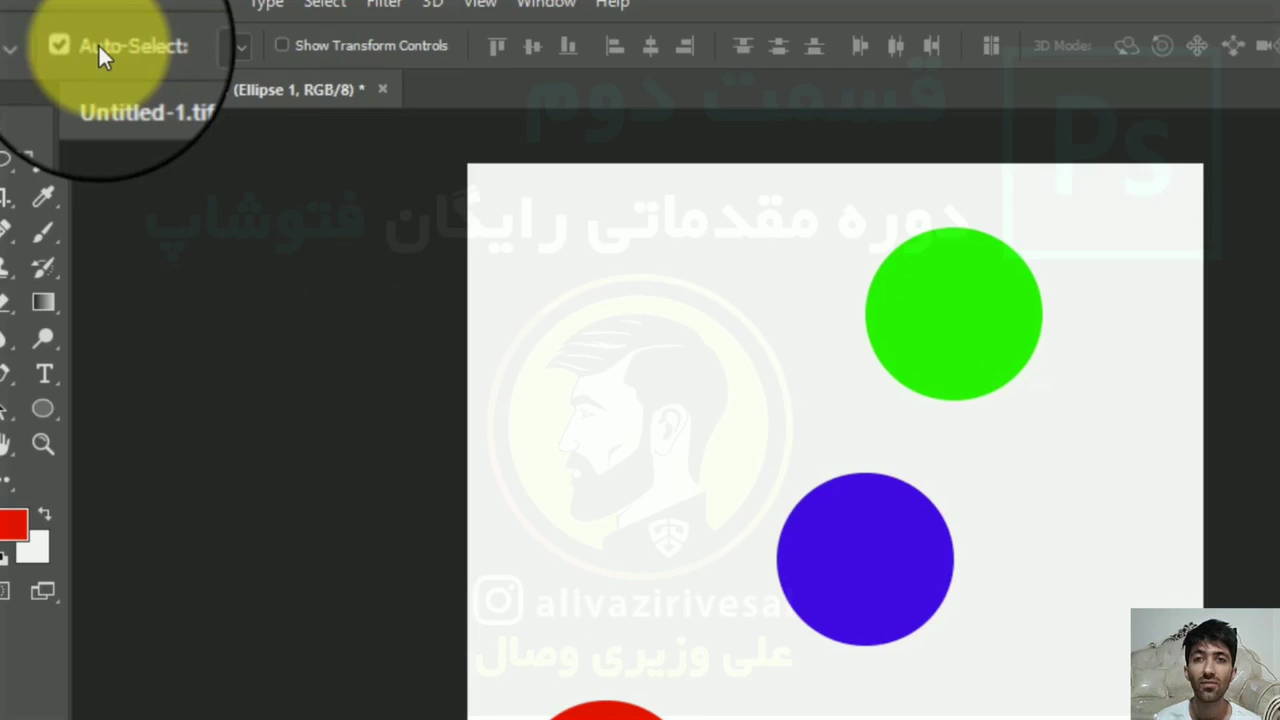 Type Select Filter 3D View Window Help
Auto-Select: Show Transform Controls 3D Mode:
Untitled-1.tif (Ellipse 1, RGB/8) * ×
قسمت دوم
Ps
دوره مقدماتی رایگان فتوشاپ
T
alivazirivesal
علی وزیری وصال